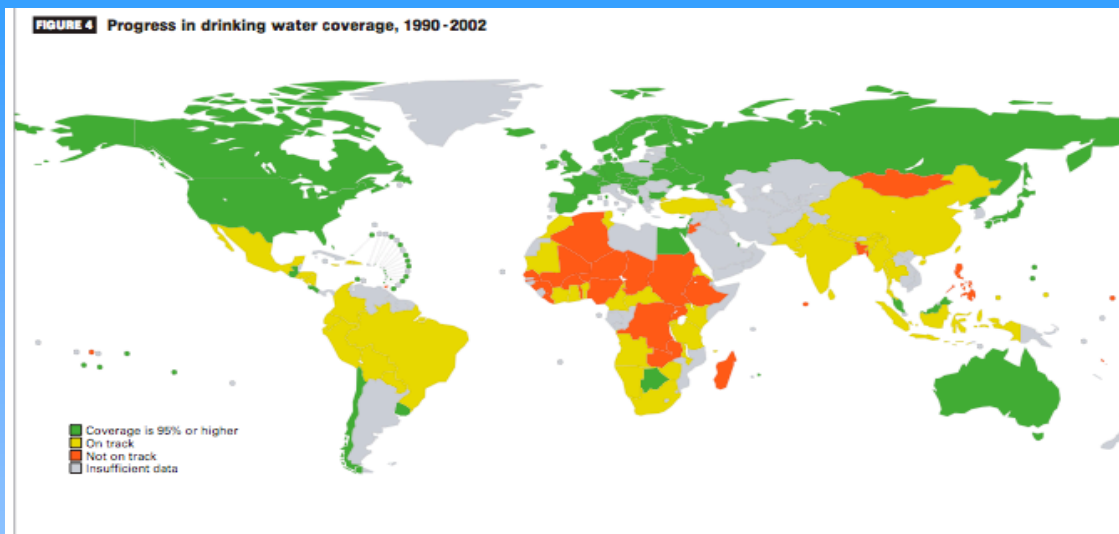 FIGURE 4 Progress in drinking water coverage, 1990-2002
Coverage is 95% or higher
On track
Not on track
Insufficient data